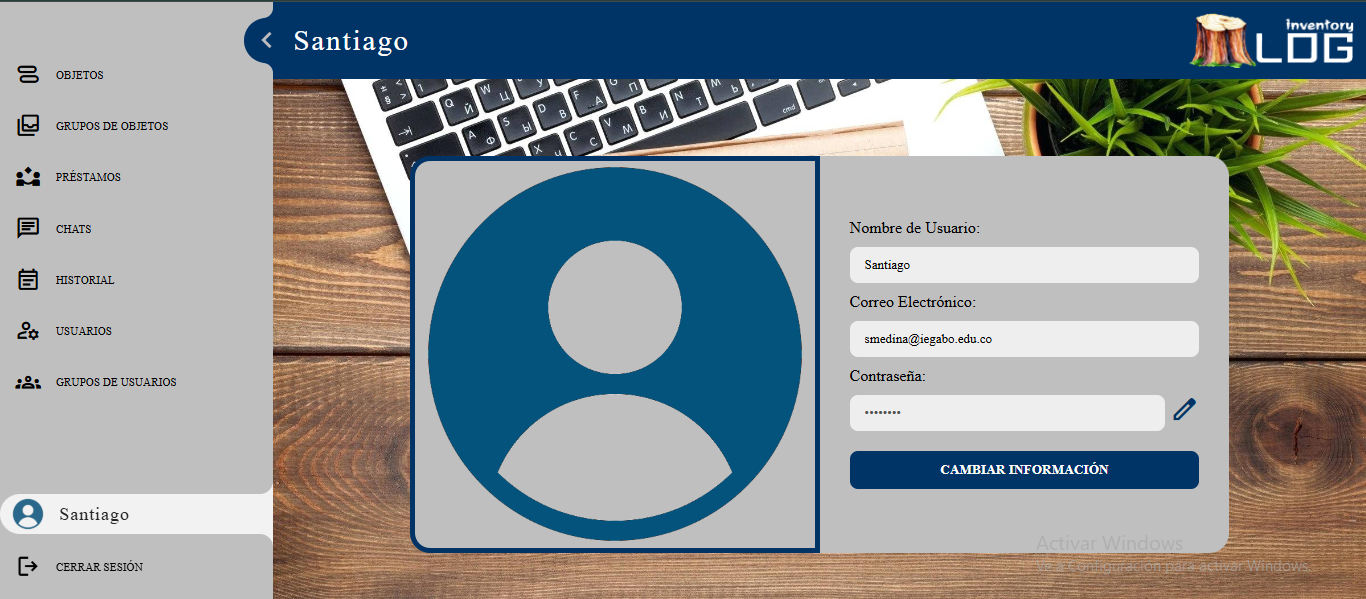 Santiago
inventory
LOG
OBJETOS
GRUPOS DE OBJETOS
PRÉSTAMOS
CHATS
HISTORIAL
USUARIOS
GRUPOS DE USUARIOS
Santiago
CERRAR SESIÓN
Nombre de Usuario:
Santiago
Correo Electrónico:
smedina@iegabo.edu.co
Contraseña:
••••••••
CAMBIAR INFORMACIÓN
Activar Windows
Ve a Configuración para activar Windows.